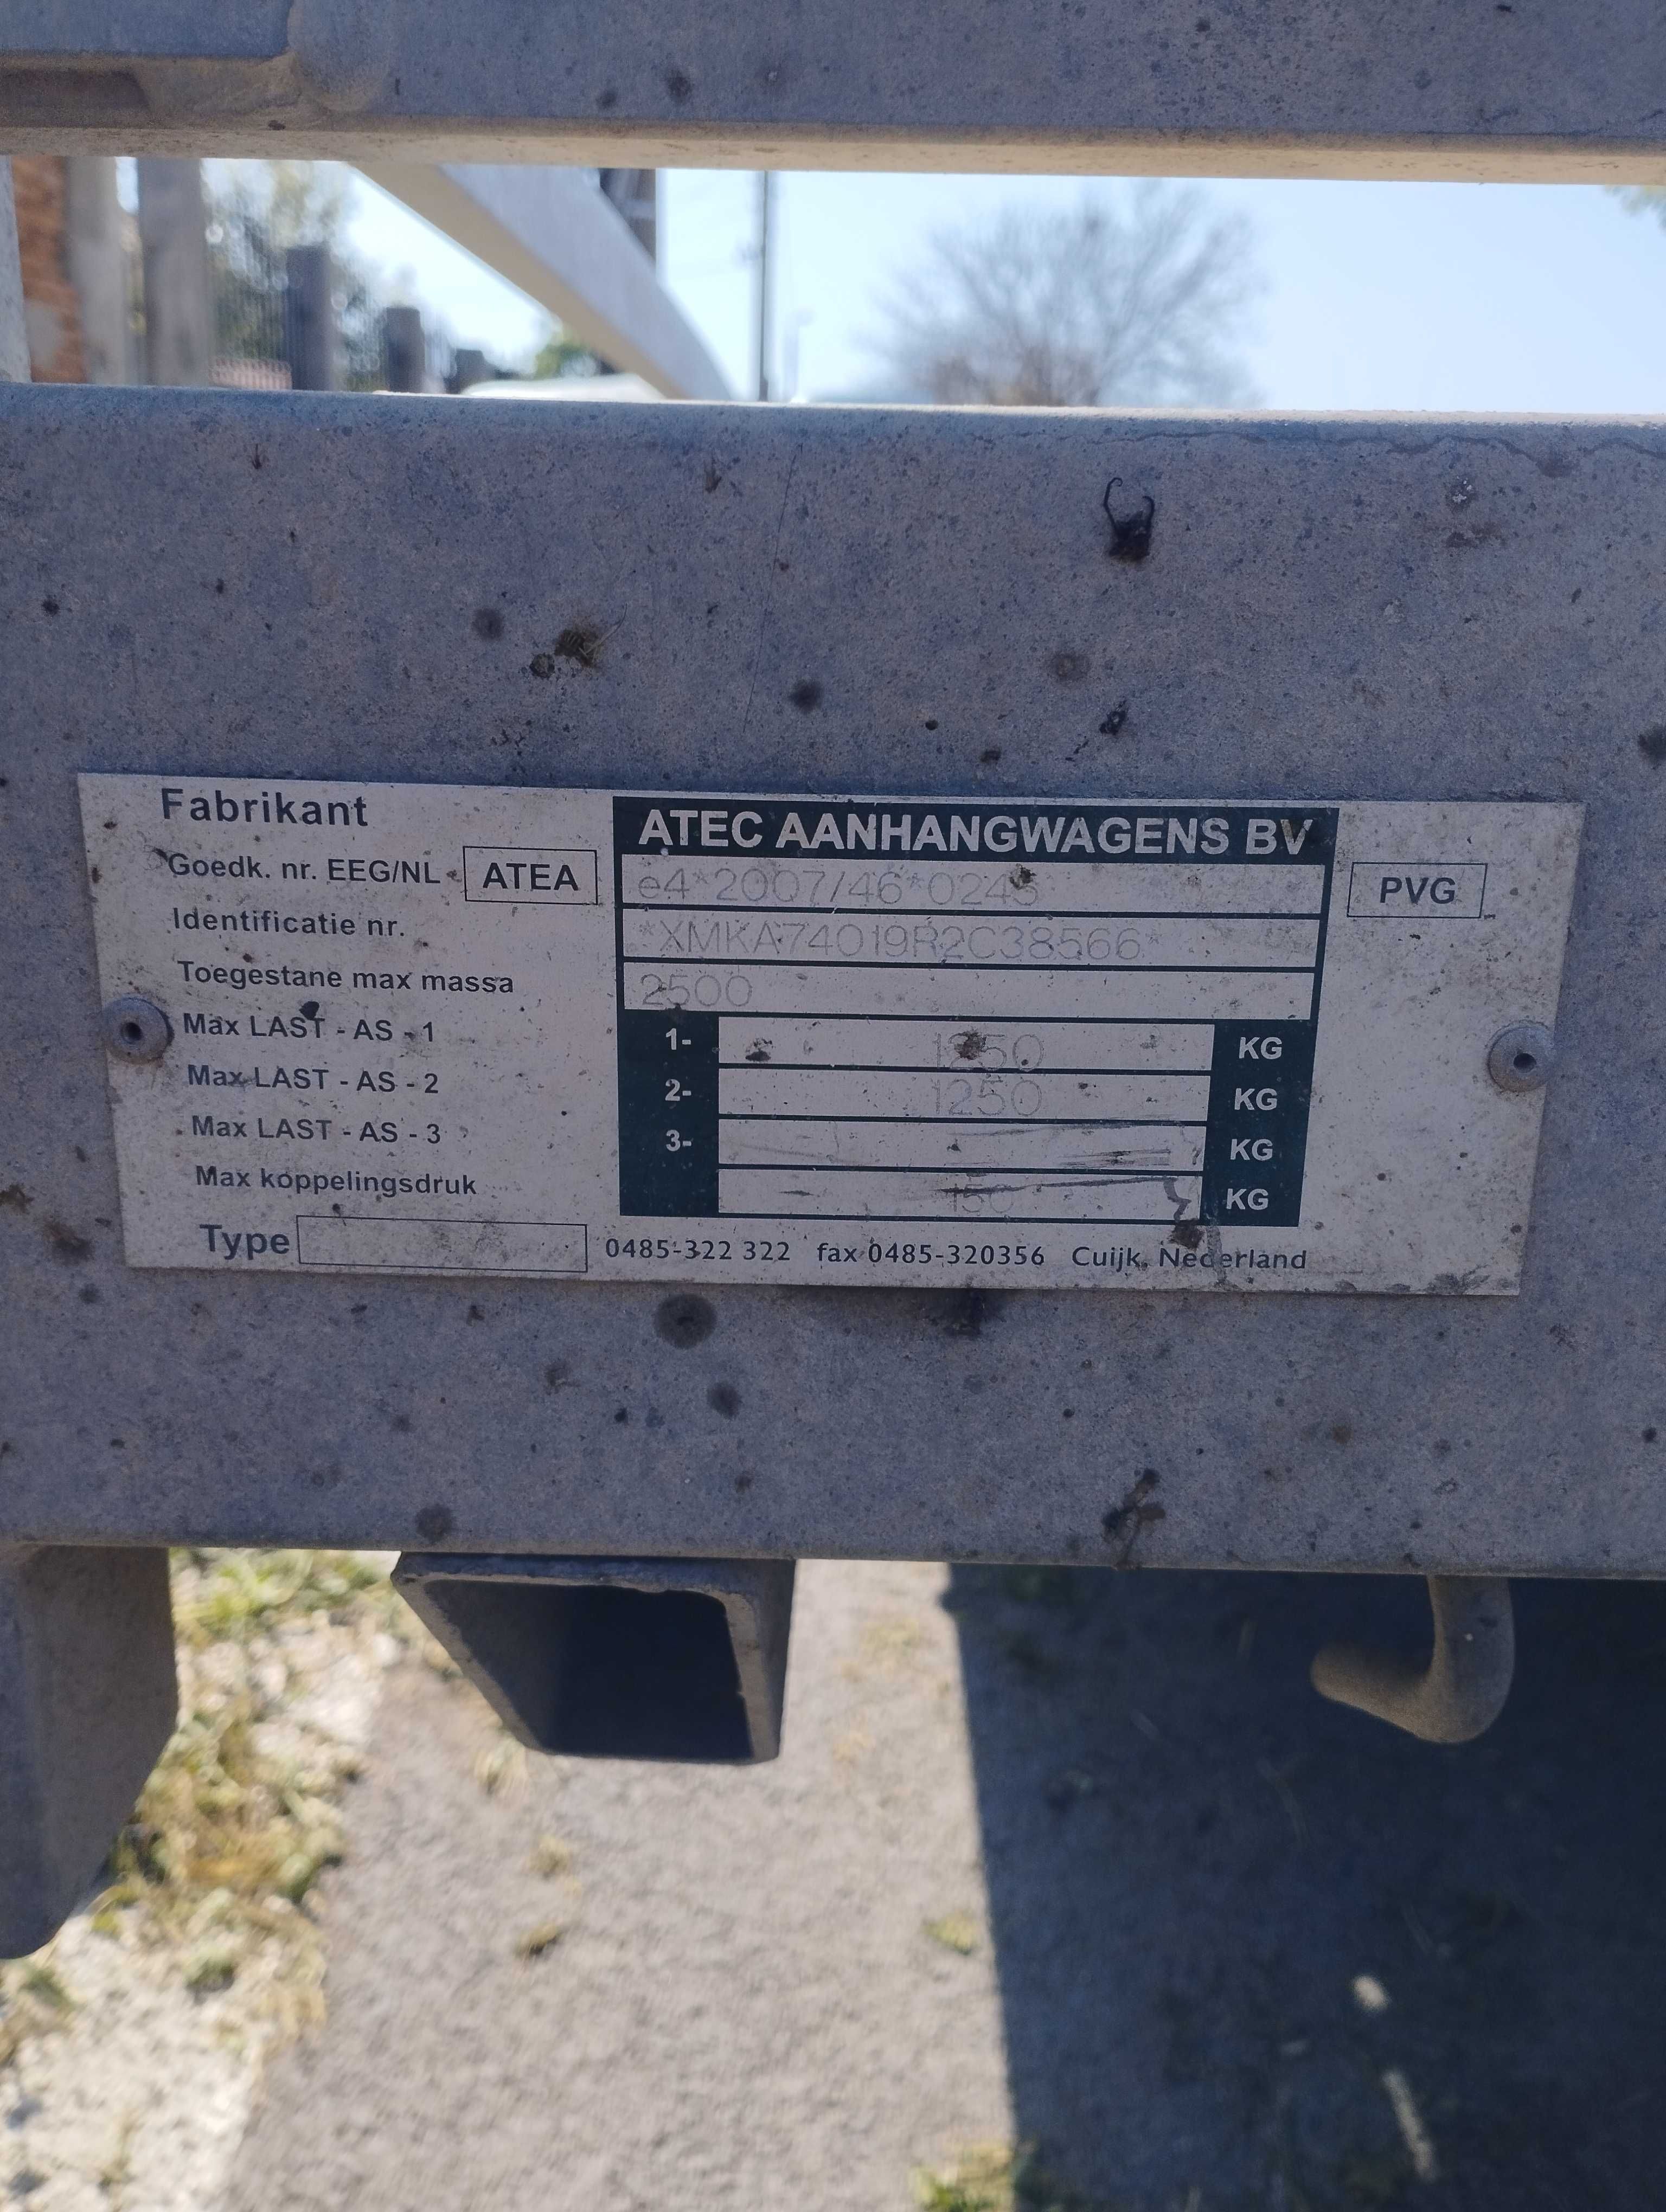 Fabrikant ATEC AANHANGWAGENS BV
Goedk. nr. EEG/NL - ATEA e4*2007/46*0243 PVG
Identificatie nr. *XMKA74019R2C38566*
Toegestane max massa 2500
Max LAST - AS - 1 1- 1250 KG
Max LAST - AS - 2 2- 1250 KG
Max LAST - AS - 3 3- KG
Max koppelingsdruk 150 KG
Type 0485-322 322 fax 0485-320356 Cuijk, Nederland